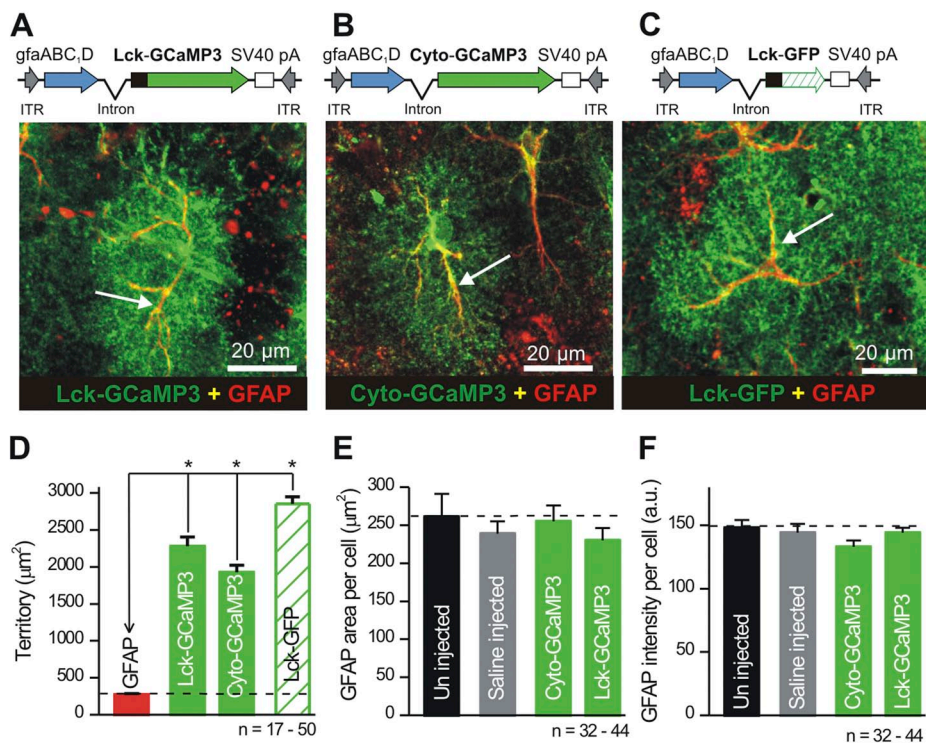 A
gfaABC₁D Lck-GCaMP3 SV40 pA
ITR Intron ITR
20 µm
Lck-GCaMP3 + GFAP
B
gfaABC₁D Cyto-GCaMP3 SV40 pA
ITR Intron ITR
20 µm
Cyto-GCaMP3 + GFAP
C
gfaABC₁D Lck-GFP SV40 pA
ITR Intron ITR
20 µm
Lck-GFP + GFAP
D
* * *
Territory (µm²)
3000
2500
2000
1500
1000
500
0
GFAP
Lck-GCaMP3
Cyto-GCaMP3
Lck-GFP
n = 17 - 50
E
GFAP area per cell (µm²)
300
250
200
150
100
50
0
Un injected
Saline injected
Cyto-GCaMP3
Lck-GCaMP3
n = 32 - 44
F
GFAP intensity per cell (a.u.)
150
100
50
0
Un injected
Saline injected
Cyto-GCaMP3
Lck-GCaMP3
n = 32 - 44